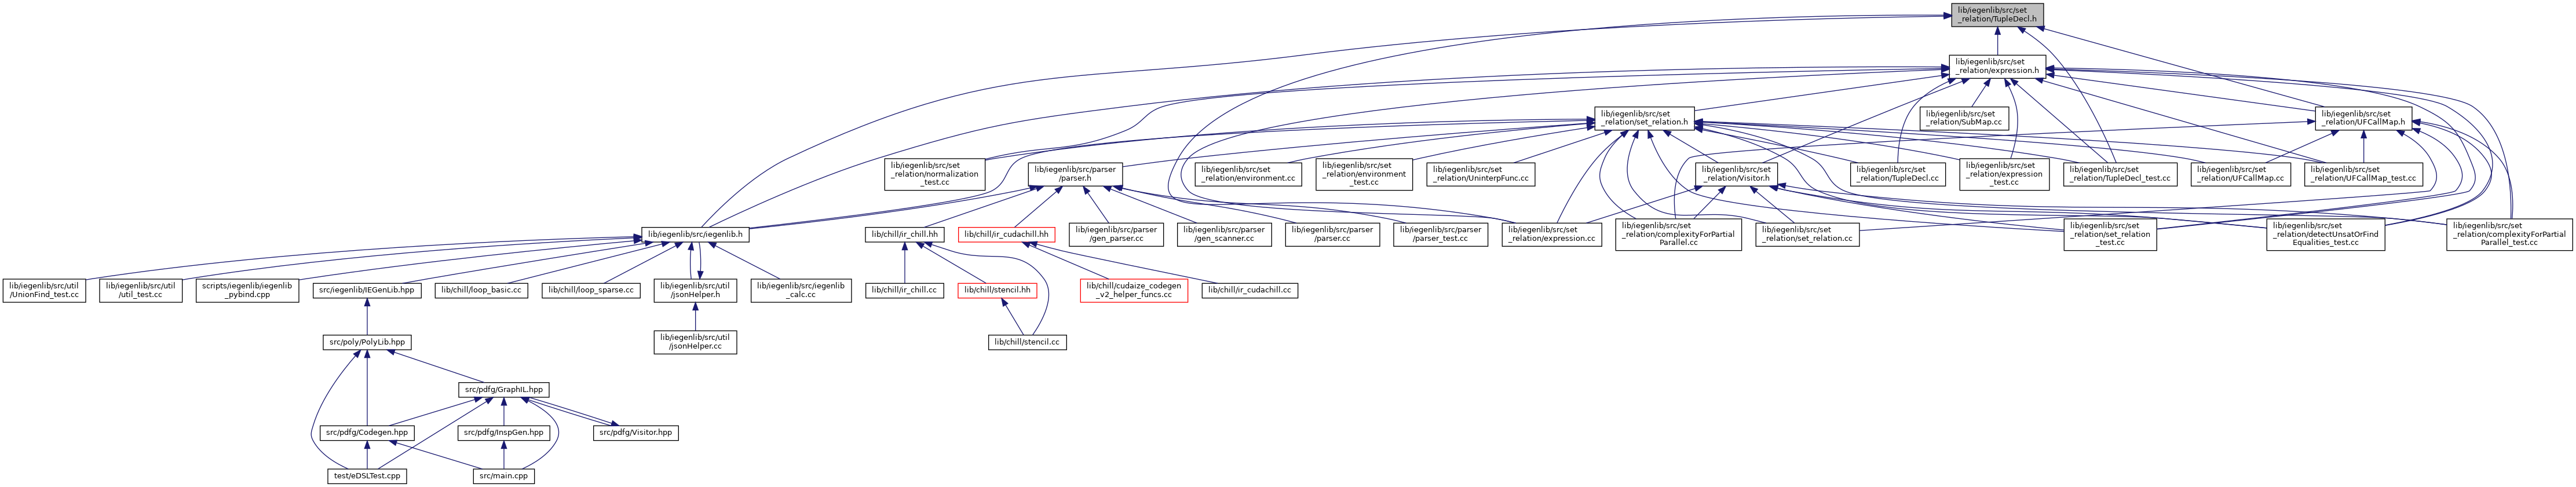 lib/iegenlib/src/set
_relation/TupleDecl.h
lib/iegenlib/src/set
_relation/expression.h
lib/iegenlib/src/set
_relation/set_relation.h
lib/iegenlib/src/set
_relation/SubMap.cc
lib/iegenlib/src/set
_relation/UFCallMap.h
lib/iegenlib/src/set
_relation/normalization
_test.cc
lib/iegenlib/src/parser
/parser.h
lib/iegenlib/src/set
_relation/environment.cc
lib/iegenlib/src/set
_relation/environment
_test.cc
lib/iegenlib/src/set
_relation/UninterpFunc.cc
lib/iegenlib/src/set
_relation/Visitor.h
lib/iegenlib/src/set
_relation/TupleDecl.cc
lib/iegenlib/src/set
_relation/expression
_test.cc
lib/iegenlib/src/set
_relation/TupleDecl_test.cc
lib/iegenlib/src/set
_relation/UFCallMap.cc
lib/iegenlib/src/set
_relation/UFCallMap_test.cc
lib/iegenlib/src/iegenlib.h
lib/chill/ir_chill.hh
lib/chill/ir_cudachill.hh
lib/iegenlib/src/parser
/gen_parser.cc
lib/iegenlib/src/parser
/gen_scanner.cc
lib/iegenlib/src/parser
/parser.cc
lib/iegenlib/src/parser
/parser_test.cc
lib/iegenlib/src/set
_relation/expression.cc
lib/iegenlib/src/set
_relation/complexityForPartial
Parallel.cc
lib/iegenlib/src/set
_relation/set_relation.cc
lib/iegenlib/src/set
_relation/set_relation
_test.cc
lib/iegenlib/src/set
_relation/detectUnsatOrFind
Equalities_test.cc
lib/iegenlib/src/set
_relation/complexityForPartial
Parallel_test.cc
lib/iegenlib/src/util
/UnionFind_test.cc
lib/iegenlib/src/util
/util_test.cc
scripts/iegenlib/iegenlib
_pybind.cpp
src/iegenlib/IEGenLib.hpp
lib/chill/loop_basic.cc
lib/chill/loop_sparse.cc
lib/iegenlib/src/util
/jsonHelper.h
lib/iegenlib/src/iegenlib
_calc.cc
lib/chill/ir_chill.cc
lib/chill/stencil.hh
lib/chill/cudaize_codegen
_v2_helper_funcs.cc
lib/chill/ir_cudachill.cc
src/poly/PolyLib.hpp
lib/iegenlib/src/util
/jsonHelper.cc
lib/chill/stencil.cc
src/pdfg/GraphIL.hpp
src/pdfg/Codegen.hpp
src/pdfg/InspGen.hpp
src/pdfg/Visitor.hpp
test/eDSLTest.cpp
src/main.cpp